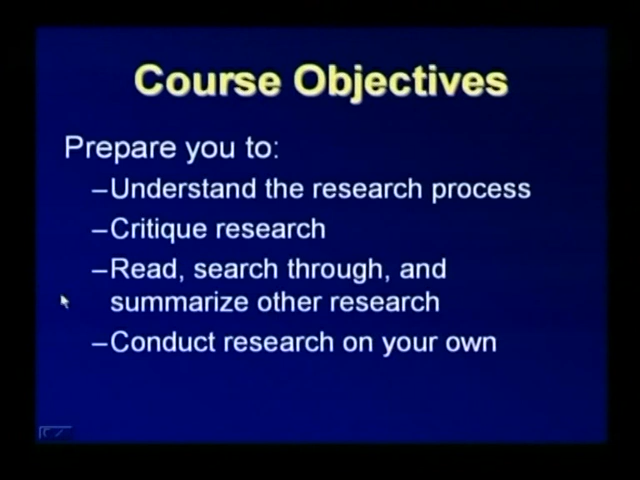 Course Objectives
Prepare you to:
–Understand the research process
–Critique research
–Read, search through, and
summarize other research
–Conduct research on your own